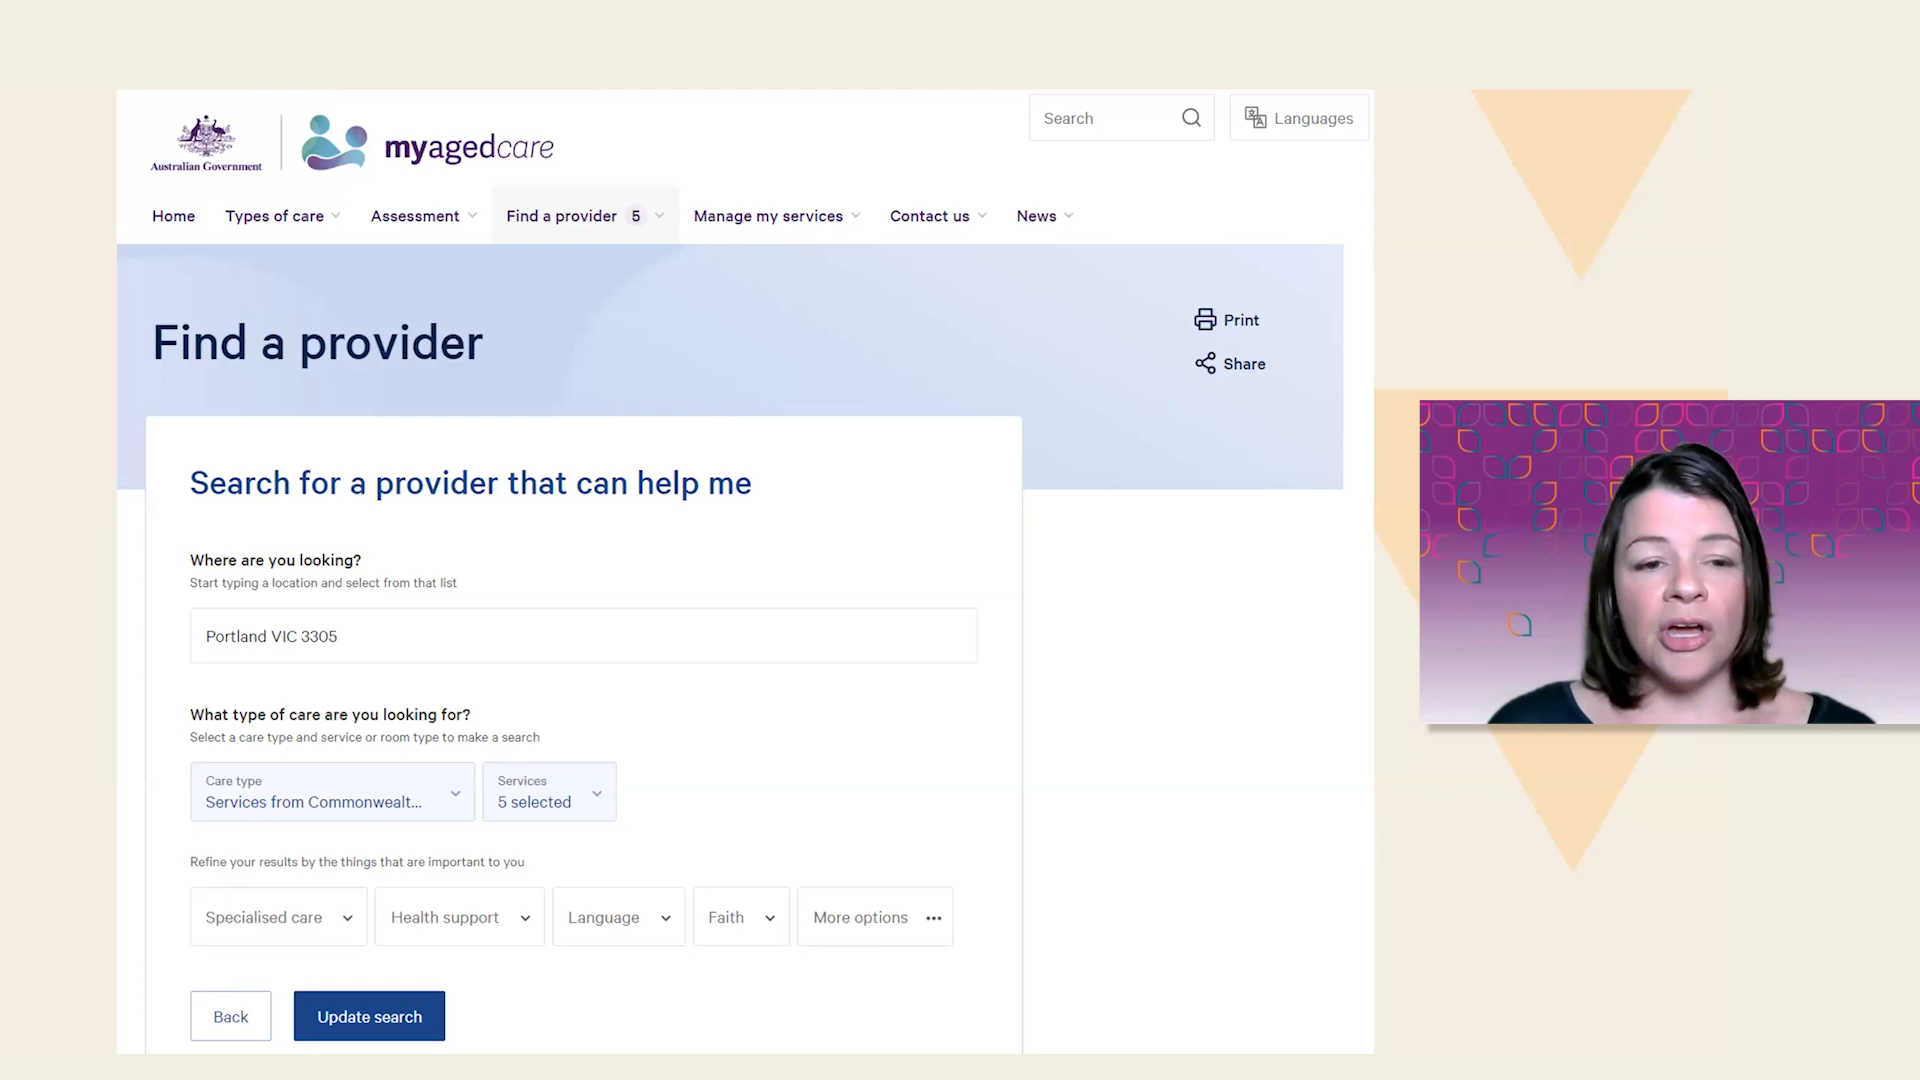 Australian Government
myagedcare
Search
Languages
Home Types of care Assessment Find a provider 5 Manage my services Contact us News
Find a provider
Print
Share
Search for a provider that can help me
Where are you looking?
Start typing a location and select from that list
Portland VIC 3305
What type of care are you looking for?
Select a care type and service or room type to make a search
Care type
Services from Commonwealt...
Services
5 selected
Refine your results by the things that are important to you
Specialised care Health support Language Faith More options ...
Back Update search